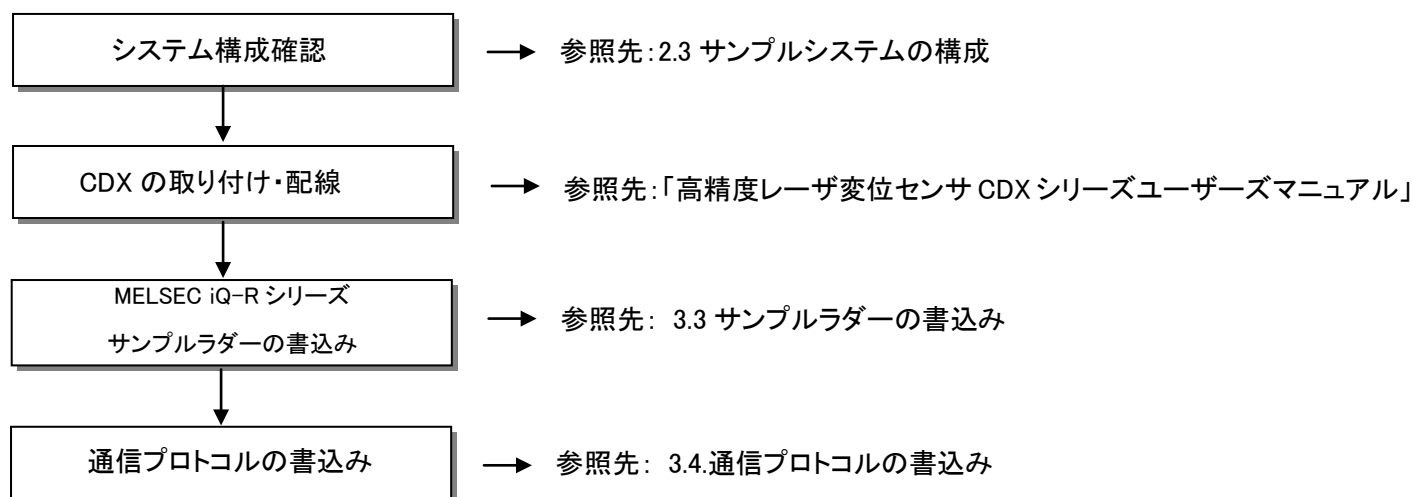 システム構成確認
参照先:2.3 サンプルシステムの構成
CDX の取り付け・配線
参照先:「高精度レーザ変位センサ CDX シリーズユーザーズマニュアル」
MELSEC iQ-R シリーズ
サンプルラダーの書込み
参照先: 3.3 サンプルラダーの書込み
通信プロトコルの書込み
参照先: 3.4.通信プロトコルの書込み